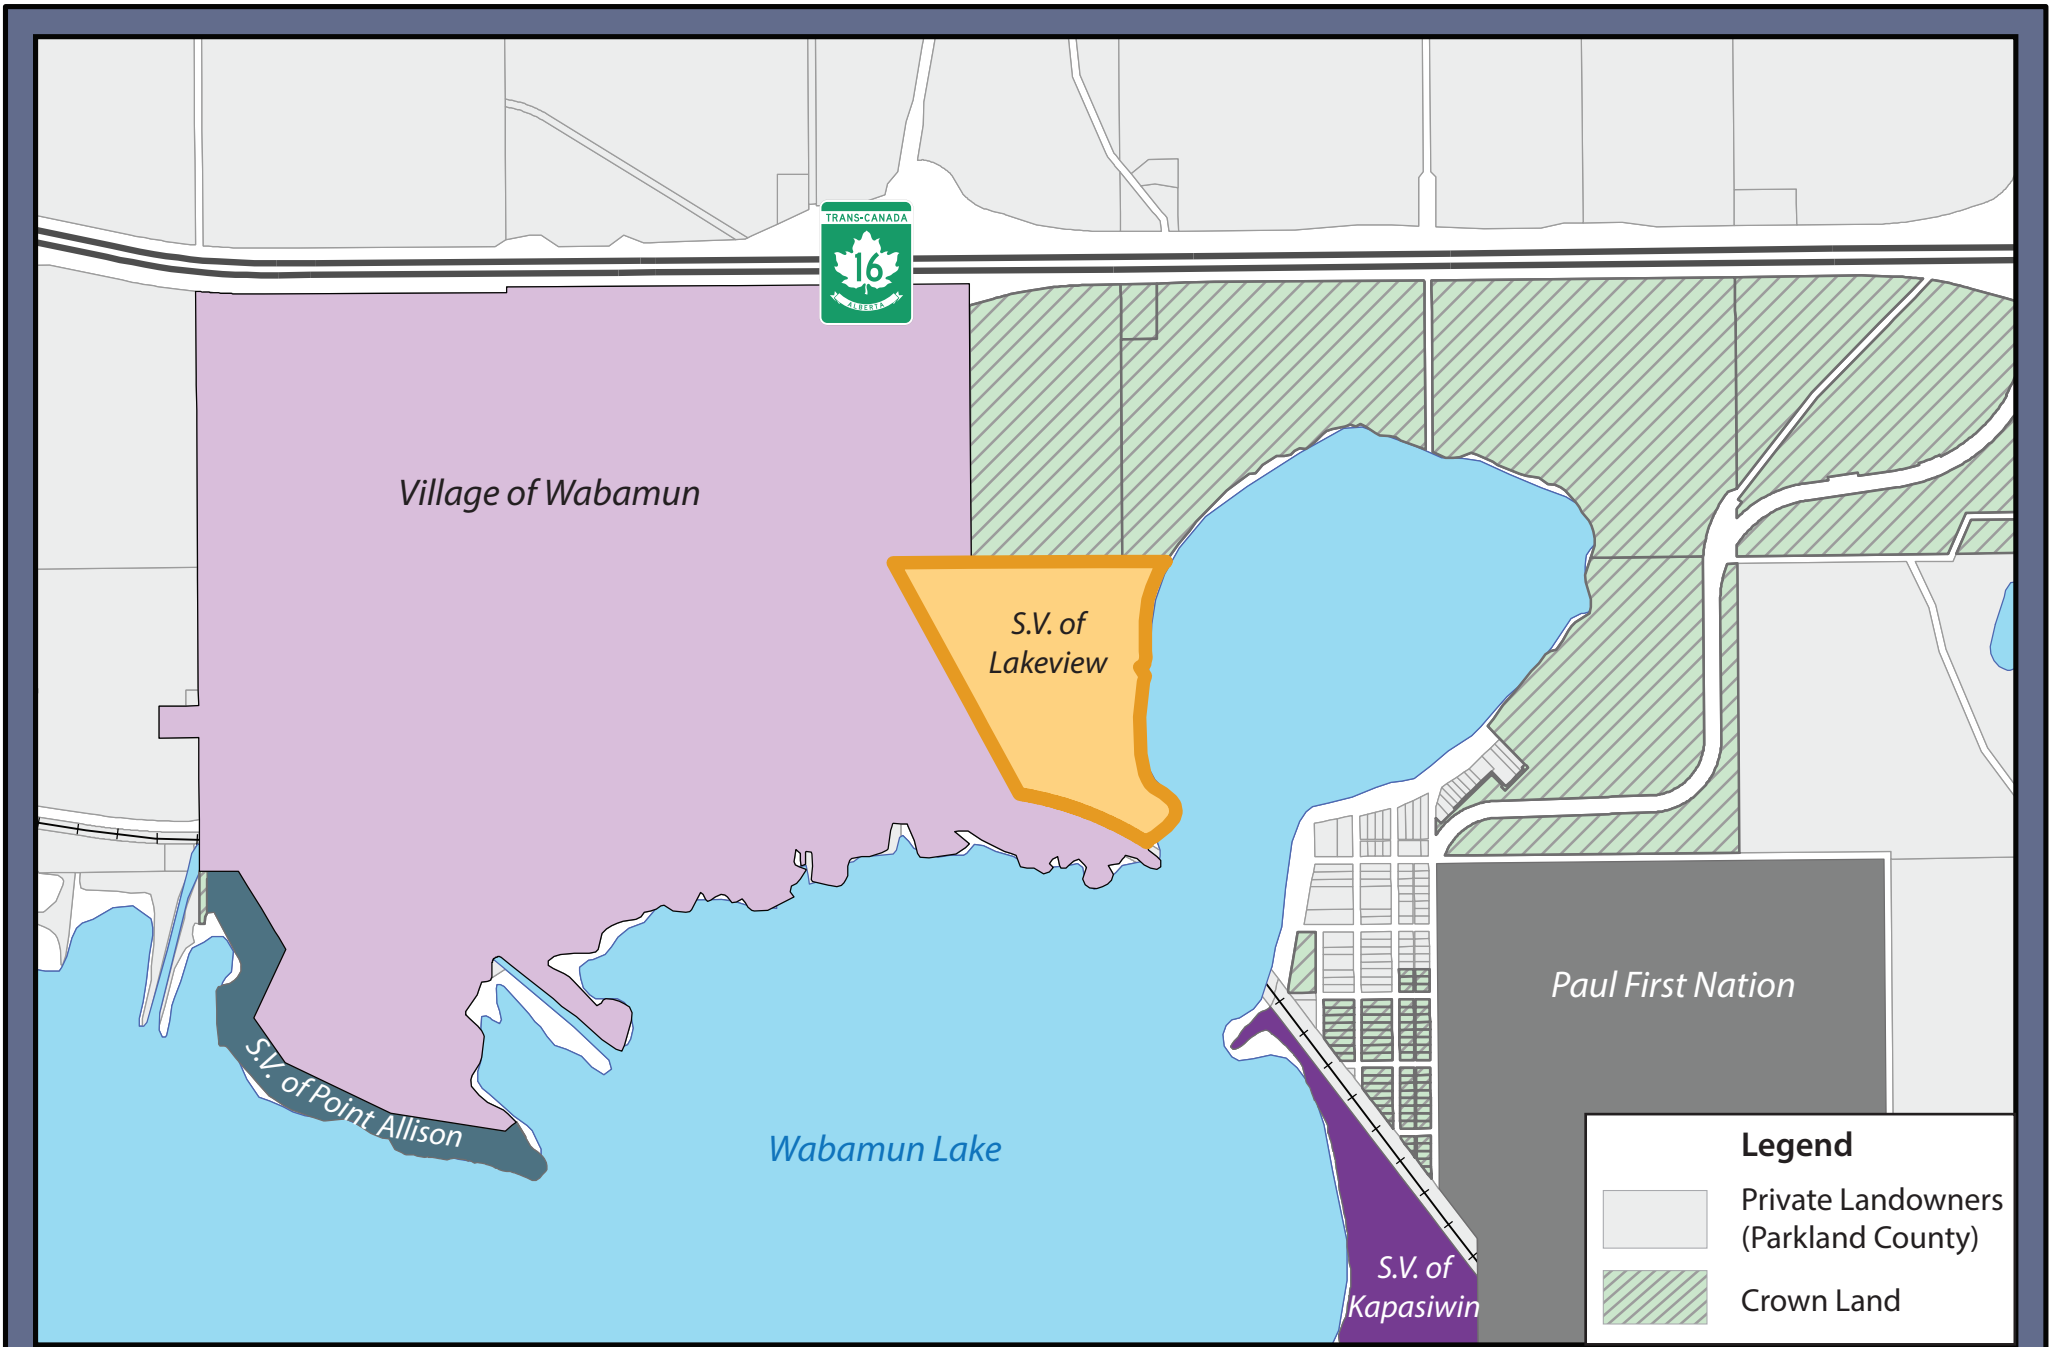 TRANS-CANADA
16
ALBERTA
Village of Wabamun
S.V. of
Lakeview
Paul First Nation
S.V. of Point Allison
Wabamun Lake
S.V. of
Kapasiwin
Legend
Private Landowners
(Parkland County)
Crown Land